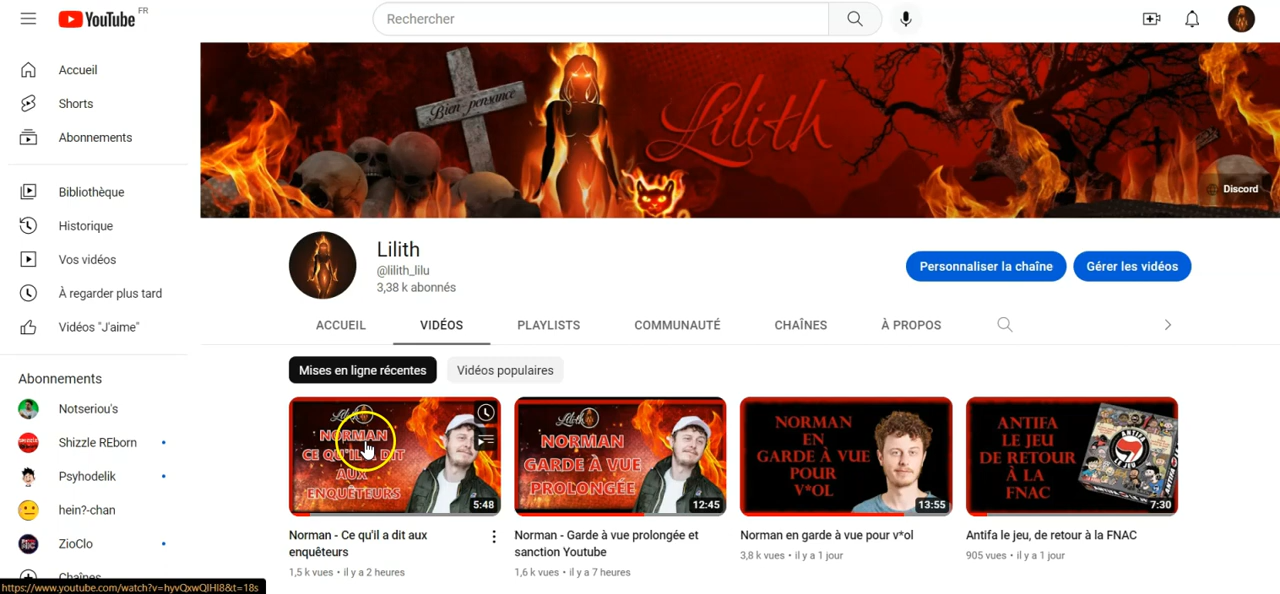 YouTube FR
Rechercher
Accueil
Shorts
Abonnements
Bibliothèque
Historique
Vos vidéos
À regarder plus tard
Vidéos "J'aime"
Abonnements
Notseriou's
Shizzle REborn
Psyhodelik
hein?-chan
ZioClo
Chaînes
https://www.youtube.com/watch?v=hyvQxwQIHI8&t=18s
Bien-pensance
Lilith
Discord
Lilith
@lilith_lilu
3,38 k abonnés
Personnaliser la chaîne
Gérer les vidéos
ACCUEIL
VIDÉOS
PLAYLISTS
COMMUNAUTÉ
CHAÎNES
À PROPOS
Mises en ligne récentes
Vidéos populaires
Lilith
NORMAN
CE QU'IL A DIT
AUX
ENQUÊTEURS
5:48
Norman - Ce qu'il a dit aux
enquêteurs
1,5 k vues • il y a 2 heures
Lilith
NORMAN
GARDE À VUE
PROLONGÉE
12:45
Norman - Garde à vue prolongée et
sanction Youtube
1,6 k vues • il y a 7 heures
NORMAN
EN
GARDE À VUE
POUR
V*OL
13:55
Norman en garde à vue pour v*ol
3,8 k vues • il y a 1 jour
ANTIFA
LE JEU
DE RETOUR
À LA
FNAC
7:30
Antifa le jeu, de retour à la FNAC
905 vues • il y a 1 jour